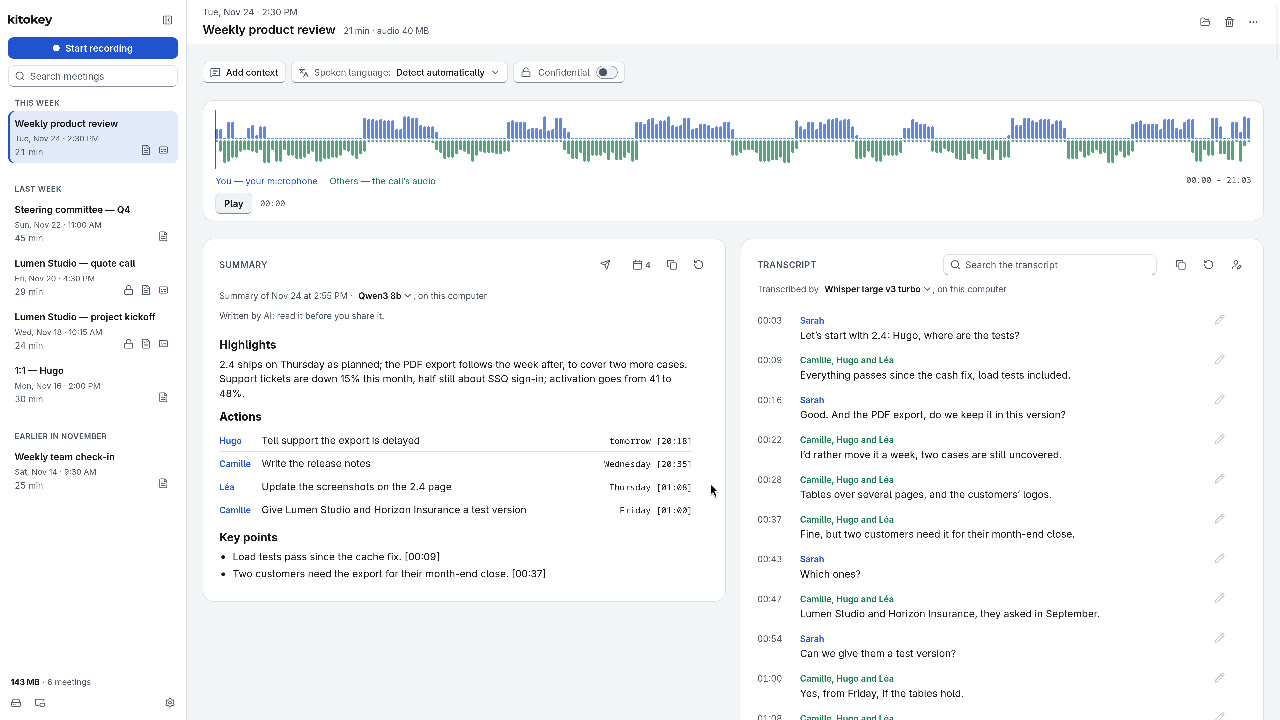 kitokey
Start recording
Search meetings
THIS WEEK
Weekly product review
Tue, Nov 24 · 2:30 PM
21 min
LAST WEEK
Steering committee — Q4
Sun, Nov 22 · 11:00 AM
45 min
Lumen Studio — quote call
Fri, Nov 20 · 4:30 PM
29 min
Lumen Studio — project kickoff
Wed, Nov 18 · 10:15 AM
24 min
1:1 — Hugo
Mon, Nov 16 · 2:00 PM
30 min
EARLIER IN NOVEMBER
Weekly team check-in
Sat, Nov 14 · 9:30 AM
25 min
143 MB · 6 meetings
Tue, Nov 24 · 2:30 PM
Weekly product review 21 min · audio 40 MB
Add context
Spoken language: Detect automatically
Confidential
You — your microphone Others — the call's audio
00:00 – 21:03
Play 00:00
SUMMARY
4
Summary of Nov 24 at 2:55 PM · Qwen3 8b , on this computer
Written by AI: read it before you share it.
Highlights
2.4 ships on Thursday as planned; the PDF export follows the week after, to cover two more cases.
Support tickets are down 15% this month, half still about SSO sign-in; activation goes from 41 to
48%.
Actions
Hugo Tell support the export is delayed tomorrow [20:18]
Camille Write the release notes Wednesday [20:35]
Léa Update the screenshots on the 2.4 page Thursday [01:08]
Camille Give Lumen Studio and Horizon Insurance a test version Friday [01:00]
Key points
• Load tests pass since the cache fix. [00:09]
• Two customers need the export for their month-end close. [00:37]
TRANSCRIPT
Search the transcript
Transcribed by Whisper large v3 turbo , on this computer
00:03 Sarah
Let's start with 2.4: Hugo, where are the tests?
00:09 Camille, Hugo and Léa
Everything passes since the cash fix, load tests included.
00:16 Sarah
Good. And the PDF export, do we keep it in this version?
00:22 Camille, Hugo and Léa
I'd rather move it a week, two cases are still uncovered.
00:28 Camille, Hugo and Léa
Tables over several pages, and the customers' logos.
00:37 Camille, Hugo and Léa
Fine, but two customers need it for their month-end close.
00:43 Sarah
Which ones?
00:47 Camille, Hugo and Léa
Lumen Studio and Horizon Insurance, they asked in September.
00:54 Sarah
Can we give them a test version?
01:00 Camille, Hugo and Léa
Yes, from Friday, if the tables hold.
01:08 Camille, Hugo and Léa